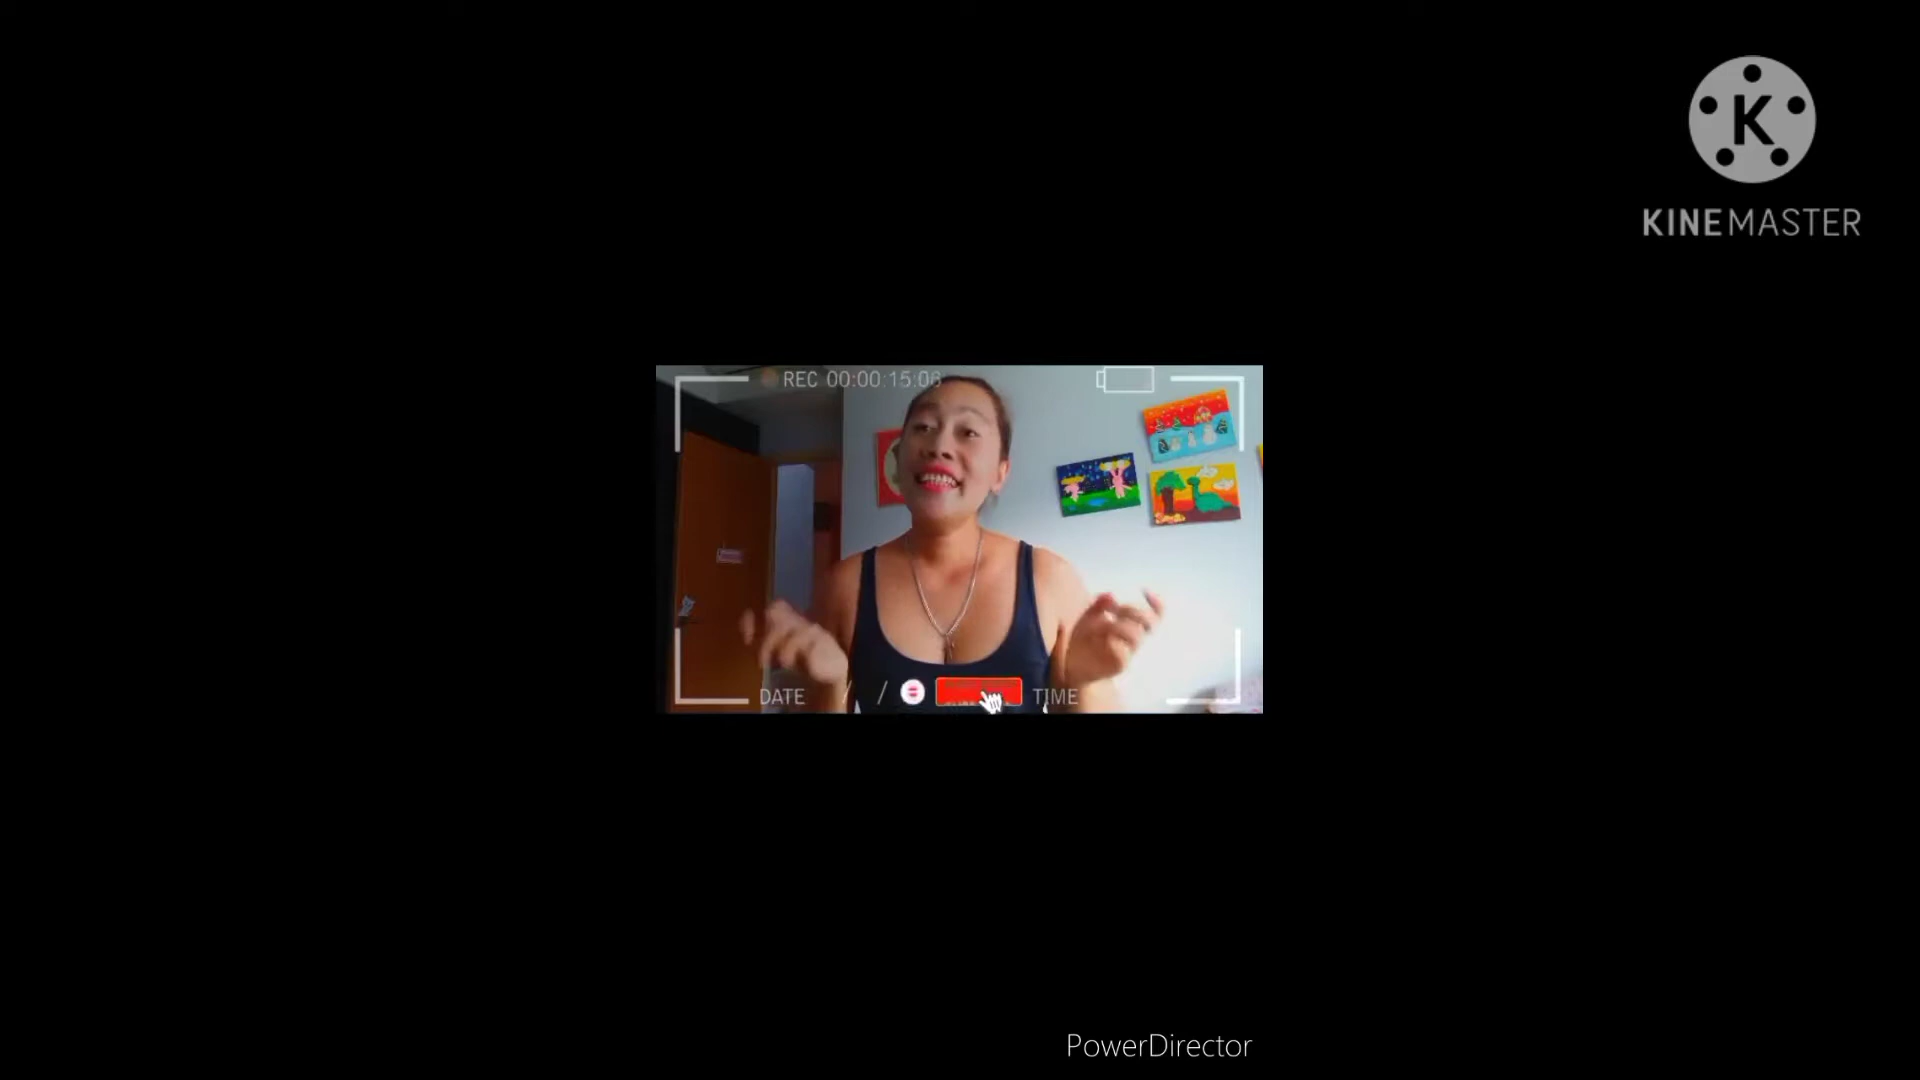 K
KINEMASTER
REC 00:00:15:06
DATE / /
TIME
PowerDirector